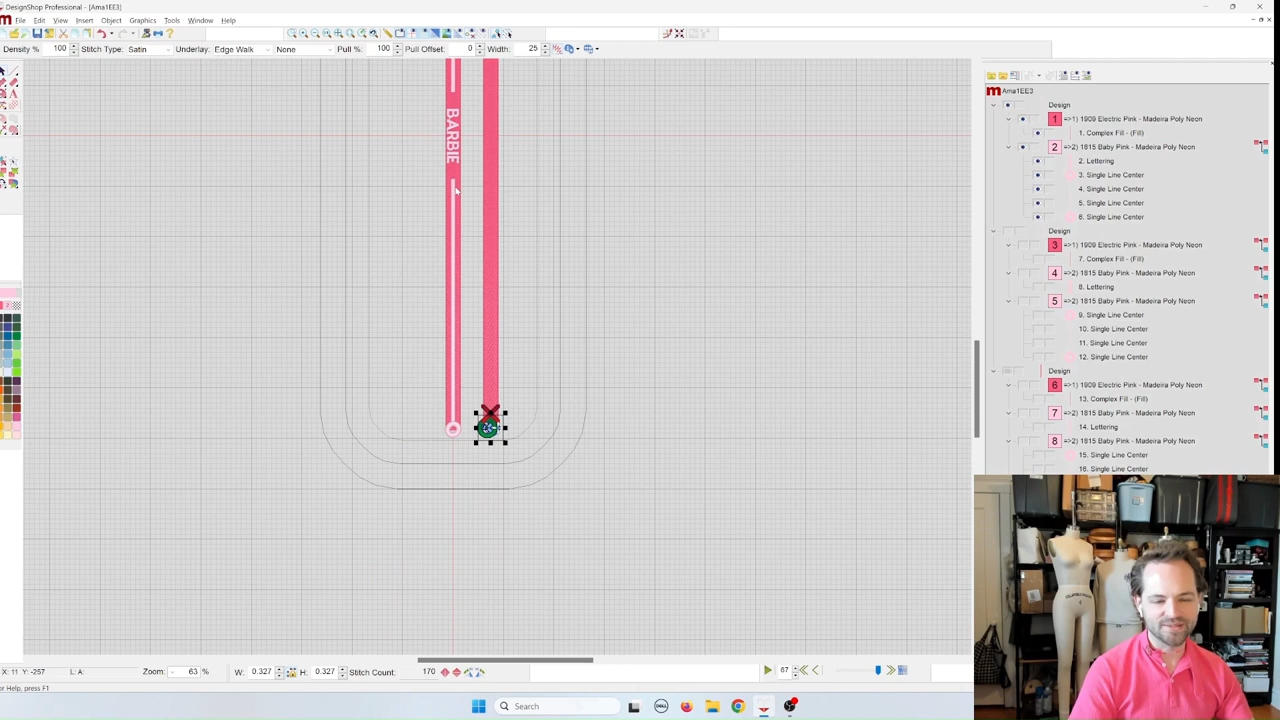 DesignShop Professional - [Ama1EE3]
File Edit View Insert Object Graphics Tools Window Help
Density % 100 Stitch Type: Satin Underlay: Edge Walk None Pull % 100 Pull Offset: 0 Width: 25
BARBIE
Ama1EE3
Design
1 =>1) 1909 Electric Pink - Madeira Poly Neon
1. Complex Fill - (Fill)
2 =>2) 1815 Baby Pink - Madeira Poly Neon
2. Lettering
3. Single Line Center
4. Single Line Center
5. Single Line Center
6. Single Line Center
Design
3 =>1) 1909 Electric Pink - Madeira Poly Neon
7. Complex Fill - (Fill)
4 =>2) 1815 Baby Pink - Madeira Poly Neon
8. Lettering
5 =>2) 1815 Baby Pink - Madeira Poly Neon
9. Single Line Center
10. Single Line Center
11. Single Line Center
12. Single Line Center
Design
6 =>1) 1909 Electric Pink - Madeira Poly Neon
13. Complex Fill - (Fill)
7 =>2) 1815 Baby Pink - Madeira Poly Neon
14. Lettering
8 =>2) 1815 Baby Pink - Madeira Poly Neon
15. Single Line Center
16. Single Line Center
X: 11 Y: -257 L: A: Zoom: 63 % W: 0.327 H: 0.327 Stitch Count: 170 67
or Help, press F1
Search